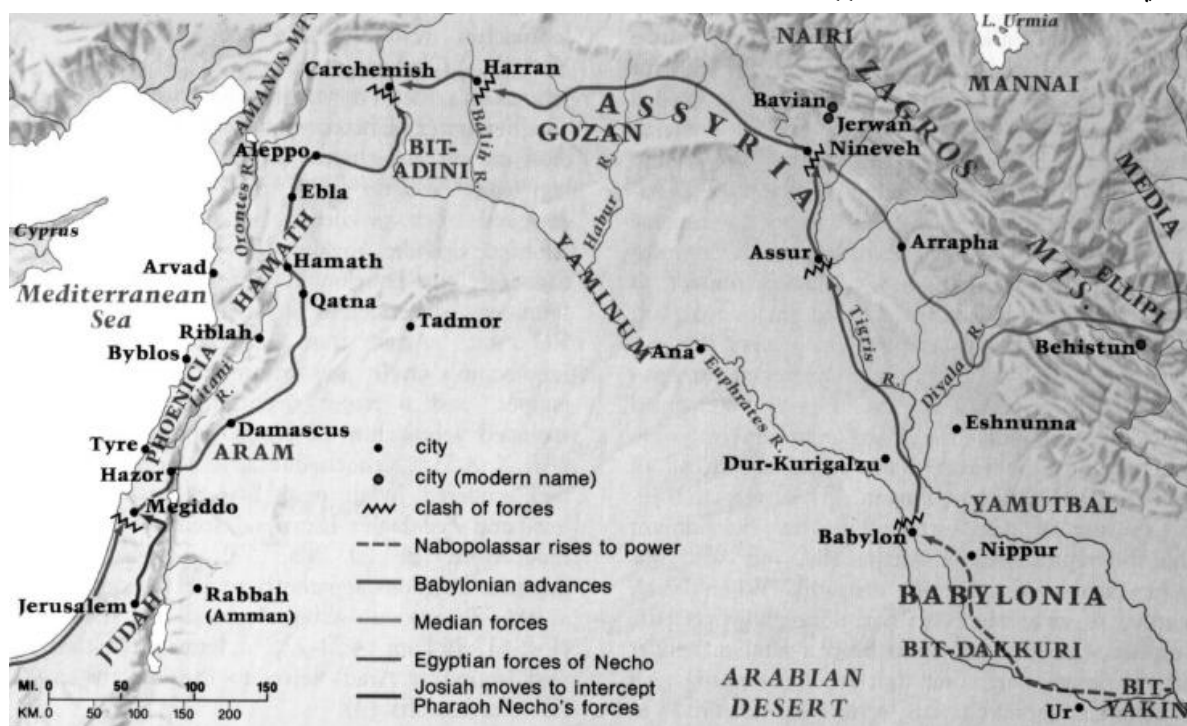 L. Urmia
NAIRI
MANNAI
ZAGROS MTS.
AMANUS MTS.
Carchemish
Harran
ASSYRIA
GOZAN
Bavian
Jerwan
Nineveh
Balih R.
BIT-
ADINI
Aleppo
Orontes R.
Ebla
Habur R.
MEDIA
Cyprus
Arvad
HAMATH
Hamath
YAMINUM
Assur
Arrapha
ELLIPI
Mediterranean
Sea
Qatna
Tadmor
Riblah
Byblos
PHOENICIA
Litani R.
Ana
Euphrates R.
Tigris R.
Diyala R.
Behistun
Damascus
ARAM
Tyre
Hazor
Eshnunna
Dur-Kurigalzu
Megiddo
YAMUTBAL
Babylon
Nippur
Jerusalem
JUDAH
Rabbah
(Amman)
BABYLONIA
BIT-DAKKURI
ARABIAN
DESERT
BIT-
YAKIN
Ur
city
city (modern name)
clash of forces
Nabopolassar rises to power
Babylonian advances
Median forces
Egyptian forces of Necho
Josiah moves to intercept
Pharaoh Necho's forces
MI. 0 50 100 150
KM. 0 50 100 150 200